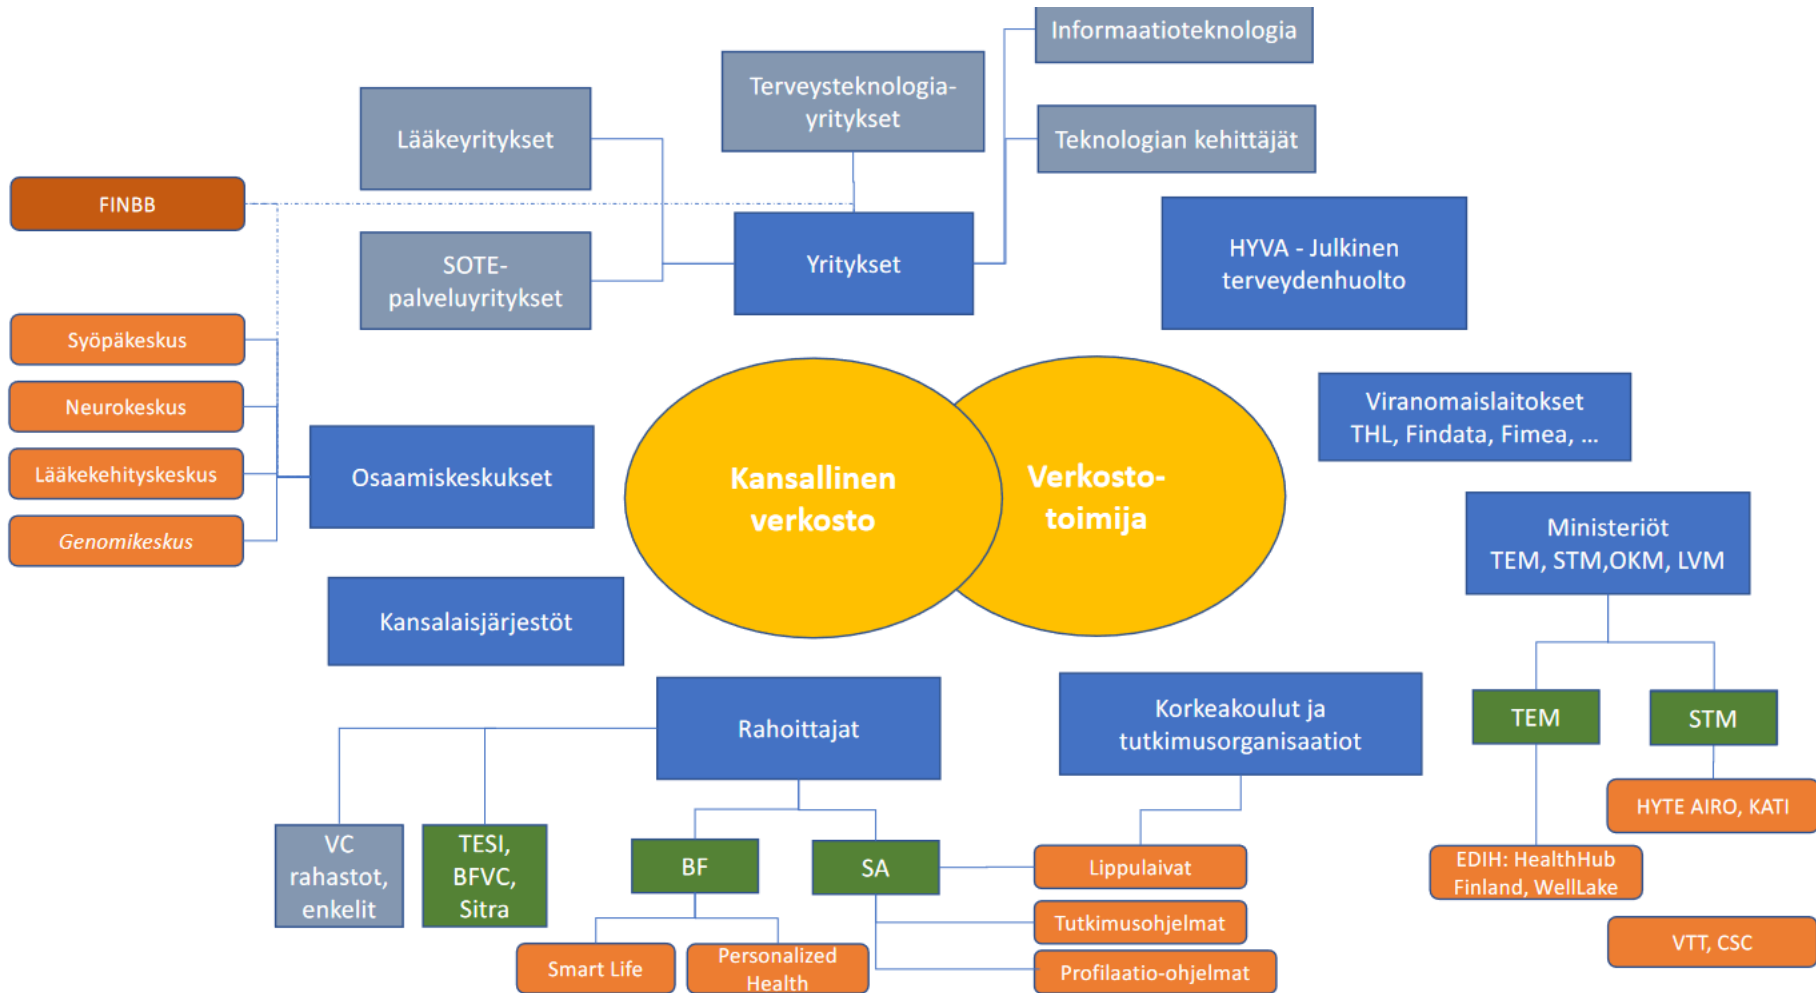 Informaatioteknologia
Terveysteknologia-
yritykset
Lääkeyritykset
Teknologian kehittäjät
FINBB
SOTE-
palveluyritykset
Yritykset
HYVA - Julkinen
terveydenhuolto
Syöpäkeskus
Neurokeskus
Lääkekehityskeskus
Genomikeskus
Osaamiskeskukset
Kansallinen
verkosto
Verkosto-
toimija
Viranomaislaitokset
THL, Findata, Fimea, ...
Ministeriöt
TEM, STM,OKM, LVM
Kansalaisjärjestöt
Rahoittajat
Korkeakoulut ja
tutkimusorganisaatiot
TEM
STM
VC
rahastot,
enkelit
TESI,
BFVC,
Sitra
BF
SA
Lippulaivat
Tutkimusohjelmat
Profilaatio-ohjelmat
Smart Life
Personalized
Health
HYTE AIRO, KATI
EDIH: HealthHub
Finland, WellLake
VTT, CSC